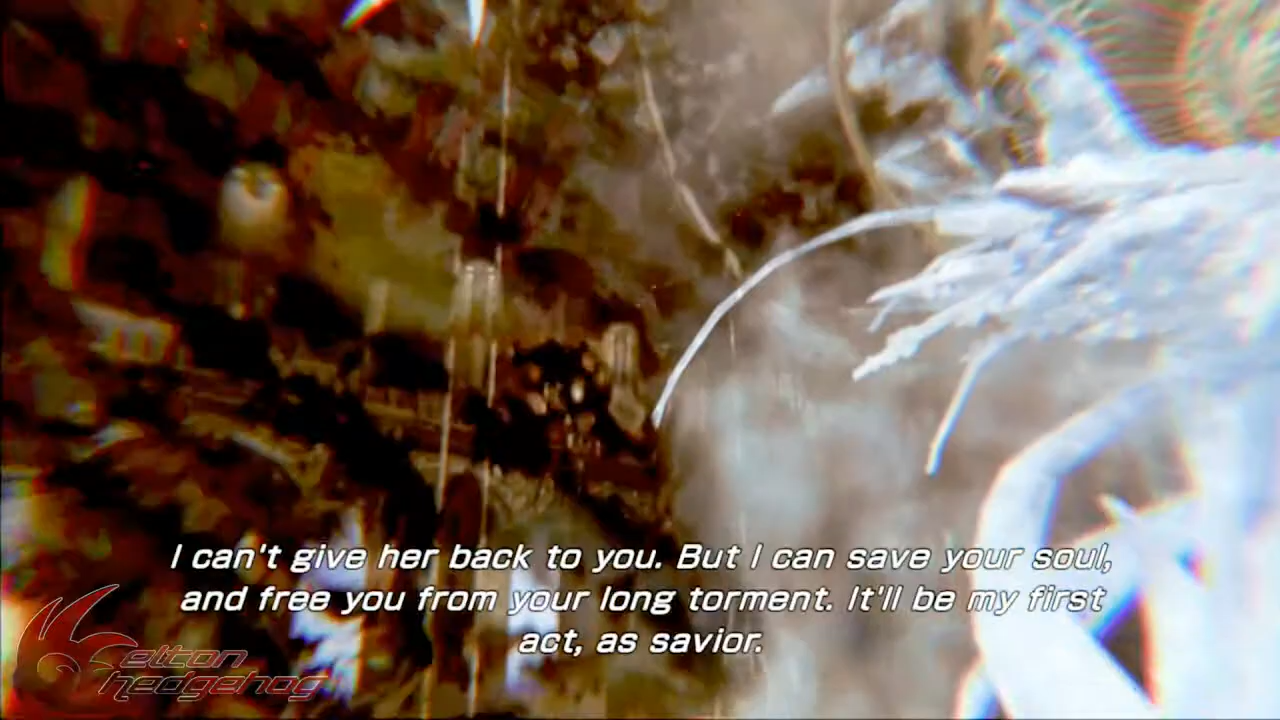 I can't give her back to you. But I can save your soul,
and free you from your long torment. It'll be my first
act, as savior.
elton
hedgehog